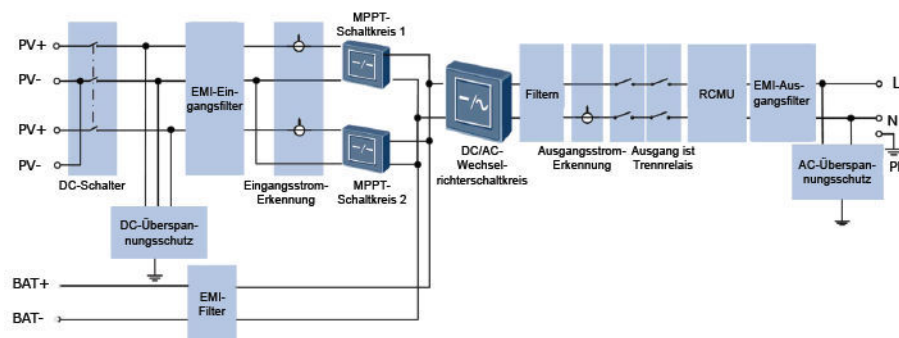 MPPT-
Schaltkreis 1
PV+
PV-
PV+
PV-
DC-Schalter
EMI-Ein-
gangsfilter
Eingangsstrom-
Erkennung
MPPT-
Schaltkreis 2
DC/AC-
Wechsel-
richterschaltkreis
Filtern
Ausgangsstrom-
Erkennung
Ausgang ist
Trennrelais
RCMU
EMI-Aus-
gangsfilter
L
N
AC-Überspan-
nungsschutz
DC-Überspan-
nungsschutz
BAT+
BAT-
EMI-
Filter